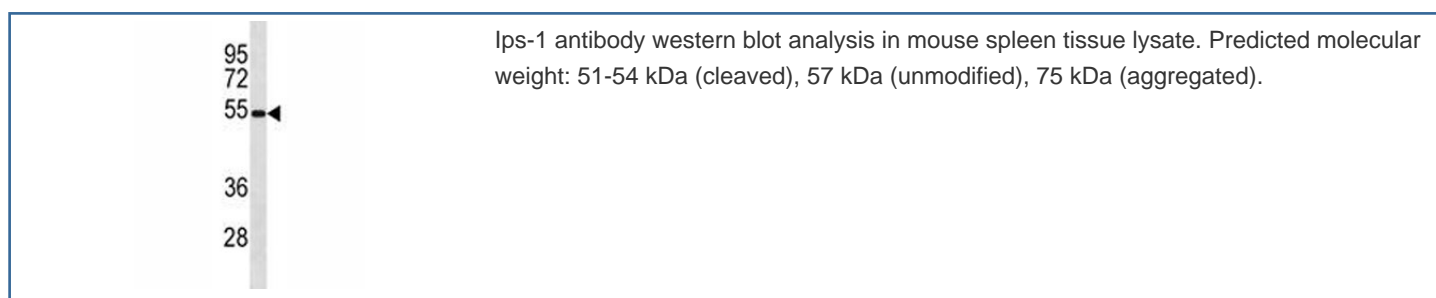 95
72
55
36
28
Ips-1 antibody western blot analysis in mouse spleen tissue lysate. Predicted molecular
weight: 51-54 kDa (cleaved), 57 kDa (unmodified), 75 kDa (aggregated).